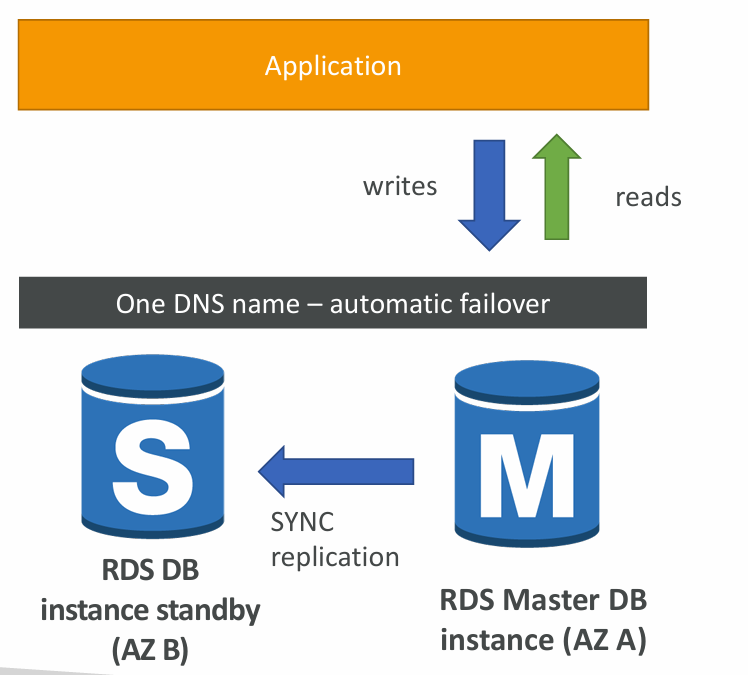 Application
writes
reads
One DNS name – automatic failover
S
M
SYNC
replication
RDS DB
instance standby
(AZ B)
RDS Master DB
instance (AZ A)